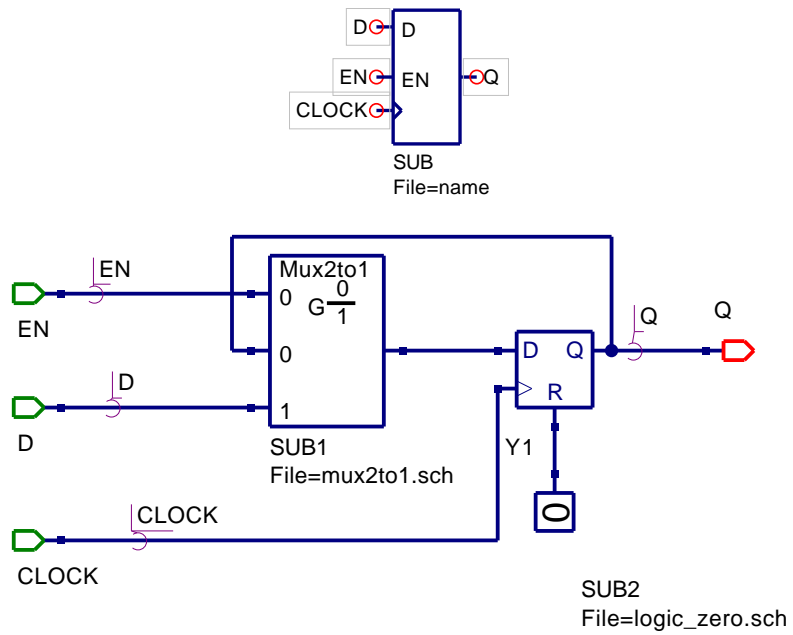 D
D
EN
EN
Q
CLOCK
SUB
File=name
EN
Mux2to1
0
G
0
1
EN
0
D
1
D
SUB1
File=mux2to1.sch
D
Q
R
Y1
Q
Q
0
CLOCK
CLOCK
SUB2
File=logic_zero.sch